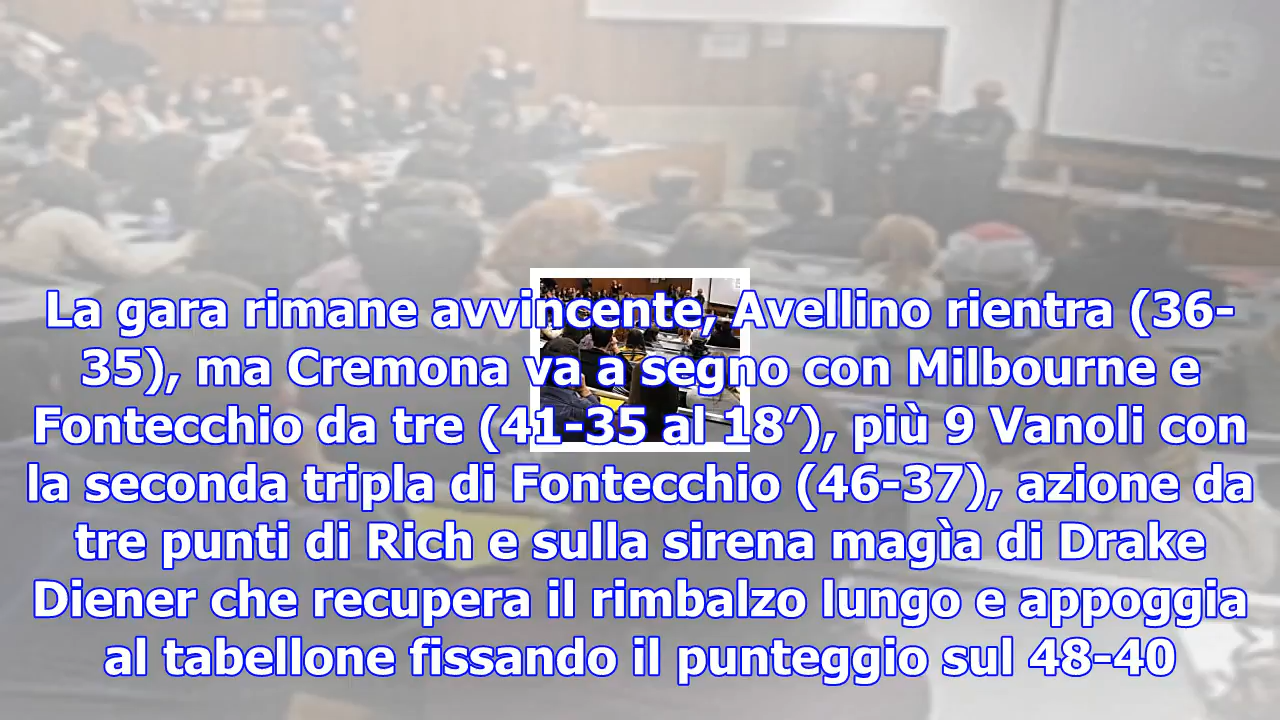 La gara rimane avvincente, Avellino rientra (36-
35), ma Cremona va a segno con Milbourne e
Fontecchio da tre (41-35 al 18′), più 9 Vanoli con
la seconda tripla di Fontecchio (46-37), azione da
tre punti di Rich e sulla sirena magìa di Drake
Diener che recupera il rimbalzo lungo e appoggia
al tabellone fissando il punteggio sul 48-40